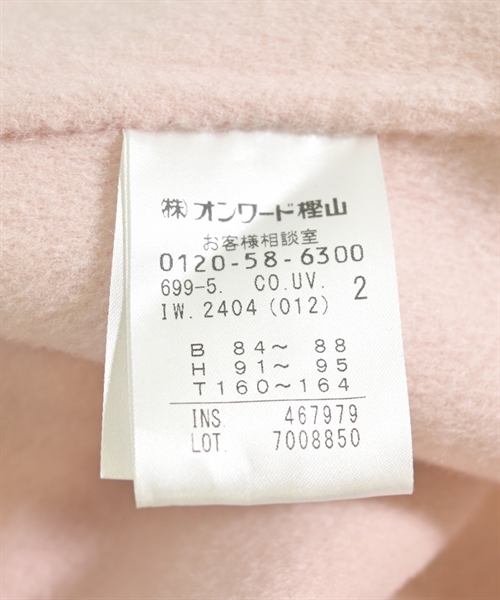 (株)オンワード樫山
お客様相談室
0120-58-6300
699-5. CO.UV. 2
IW.2404(012)
B 84〜 88
H 91〜 95
T160〜164
INS. 467979
LOT. 7008850